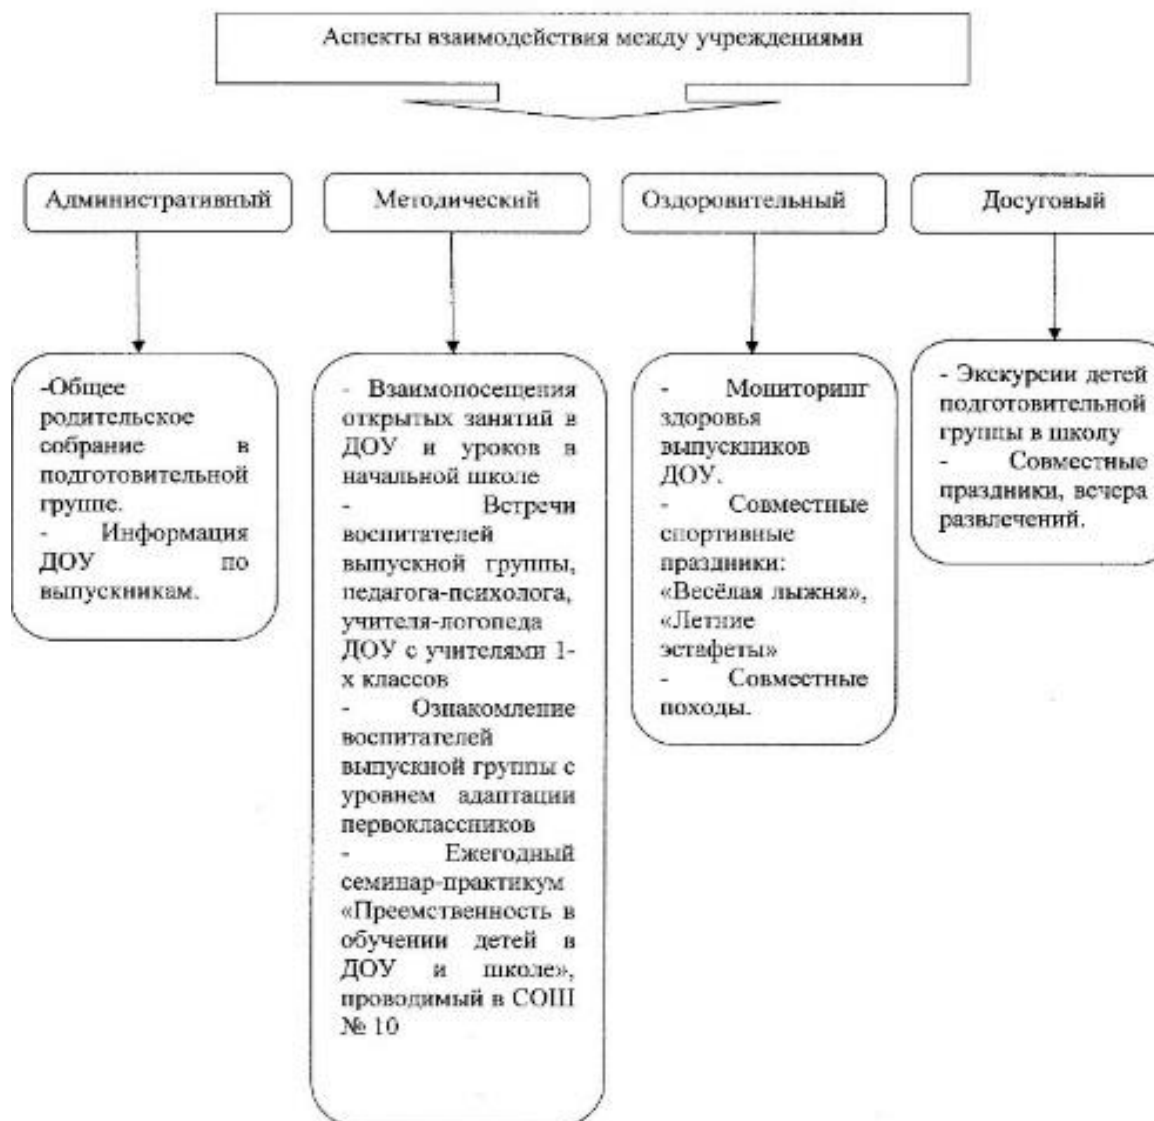 Аспекты взаимодействия между учреждениями
Административный
Методический
Оздоровительный
Досуговый
-Общее
родительское
собрание в
подготовительной
группе.
- Информация
ДОУ по
выпускникам.
- Взаимопосещения
открытых занятий в
ДОУ и уроков в
начальной школе
- Встречи
воспитателей
выпускной группы,
педагога-психолога,
учителя-логопеда
ДОУ с учителями 1-
х классов
- Ознакомление
воспитателей
выпускной группы с
уровнем адаптации
первоклассников
- Ежегодный
семинар-практикум
«Преемственность в
обучении детей в
ДОУ и школе»,
проводимый в СОШ
№ 10
- Мониторинг
здоровья
выпускников
ДОУ.
- Совместные
спортивные
праздники:
«Весёлая лыжня»,
«Летние
эстафеты»
- Совместные
походы.
- Экскурсии детей
подготовительной
группы в школу
- Совместные
праздники, вечера
развлечений.